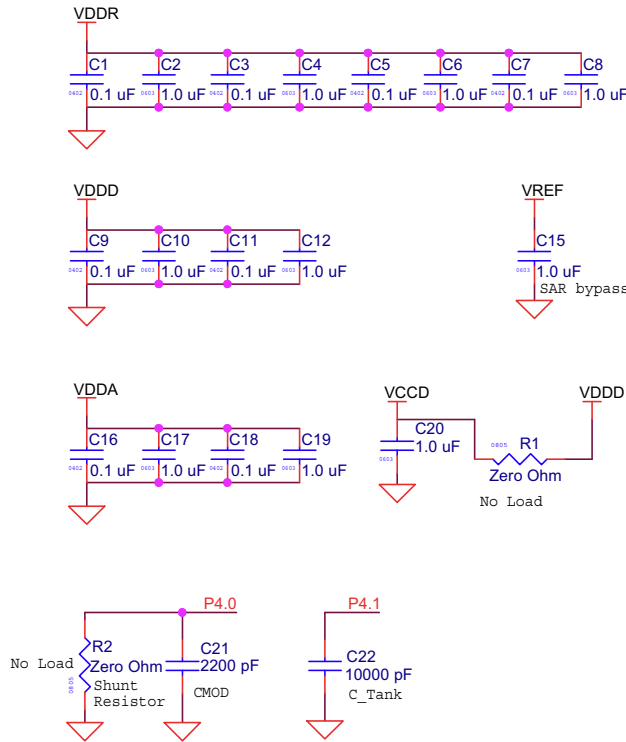 VDDR
C1 C2 C3 C4 C5 C6 C7 C8
0402 0.1 uF 0603 1.0 uF 0402 0.1 uF 0603 1.0 uF 0402 0.1 uF 0603 1.0 uF 0402 0.1 uF 0603 1.0 uF
VDDD
C9 C10 C11 C12
0402 0.1 uF 0603 1.0 uF 0402 0.1 uF 0603 1.0 uF
VREF
C15
0603 1.0 uF
SAR bypass
VDDA
C16 C17 C18 C19
0402 0.1 uF 0603 1.0 uF 0402 0.1 uF 0603 1.0 uF
VCCD
C20
1.0 uF
0603
VDDD
0805 R1
Zero Ohm
No Load
P4.0
R2
No Load
Zero Ohm
0805
Shunt
Resistor
C21
2200 pF
CMOD
P4.1
C22
10000 pF
C_Tank